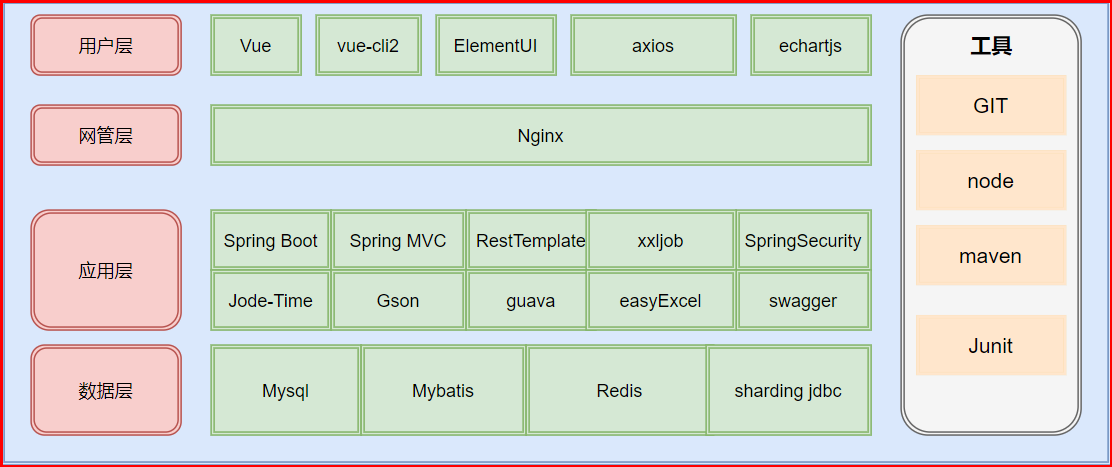 用户层
Vue
vue-cli2
ElementUI
axios
echartjs
网管层
Nginx
应用层
Spring Boot
Spring MVC
RestTemplate
xxljob
SpringSecurity
Jode-Time
Gson
guava
easyExcel
swagger
数据层
Mysql
Mybatis
Redis
sharding jdbc
工具
GIT
node
maven
Junit